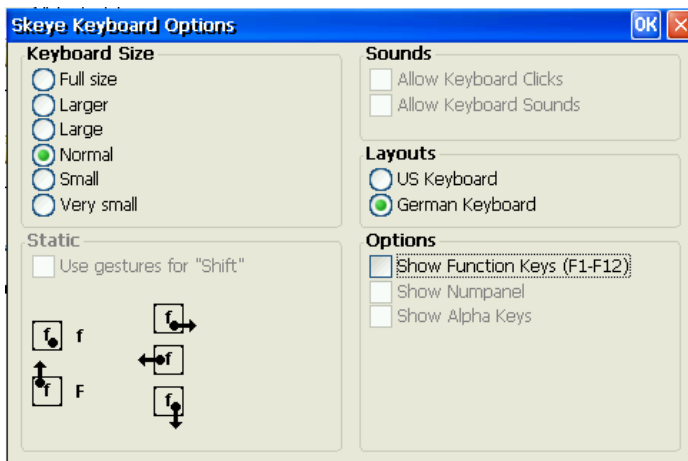 Skeye Keyboard Options OK
Keyboard Size
Full size
Larger
Large
Normal
Small
Very small
Sounds
Allow Keyboard Clicks
Allow Keyboard Sounds
Layouts
US Keyboard
German Keyboard
Static
Use gestures for "Shift"
f f
f F
f
f
f
Options
Show Function Keys (F1-F12)
Show Numpanel
Show Alpha Keys